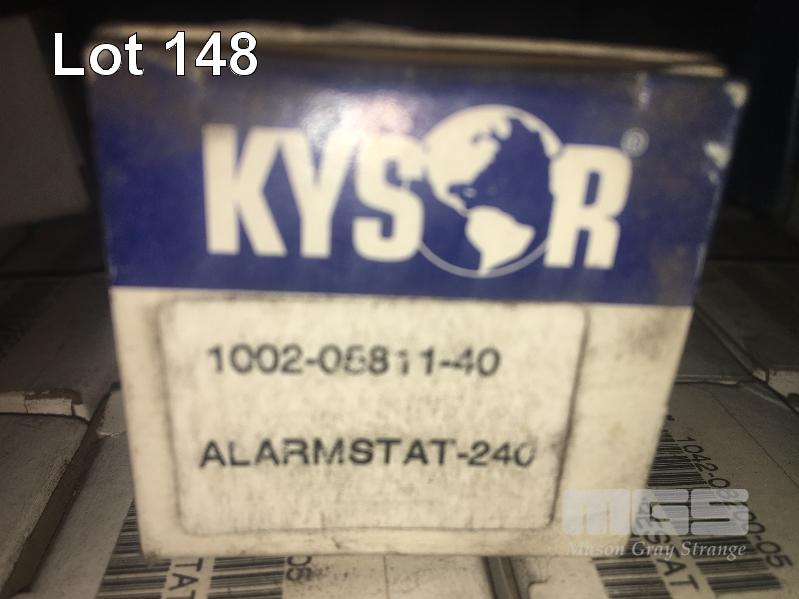 Lot 148
KYSOR®
1002-05811-40
ALARMSTAT-240
MGS
Mason Gray Strange